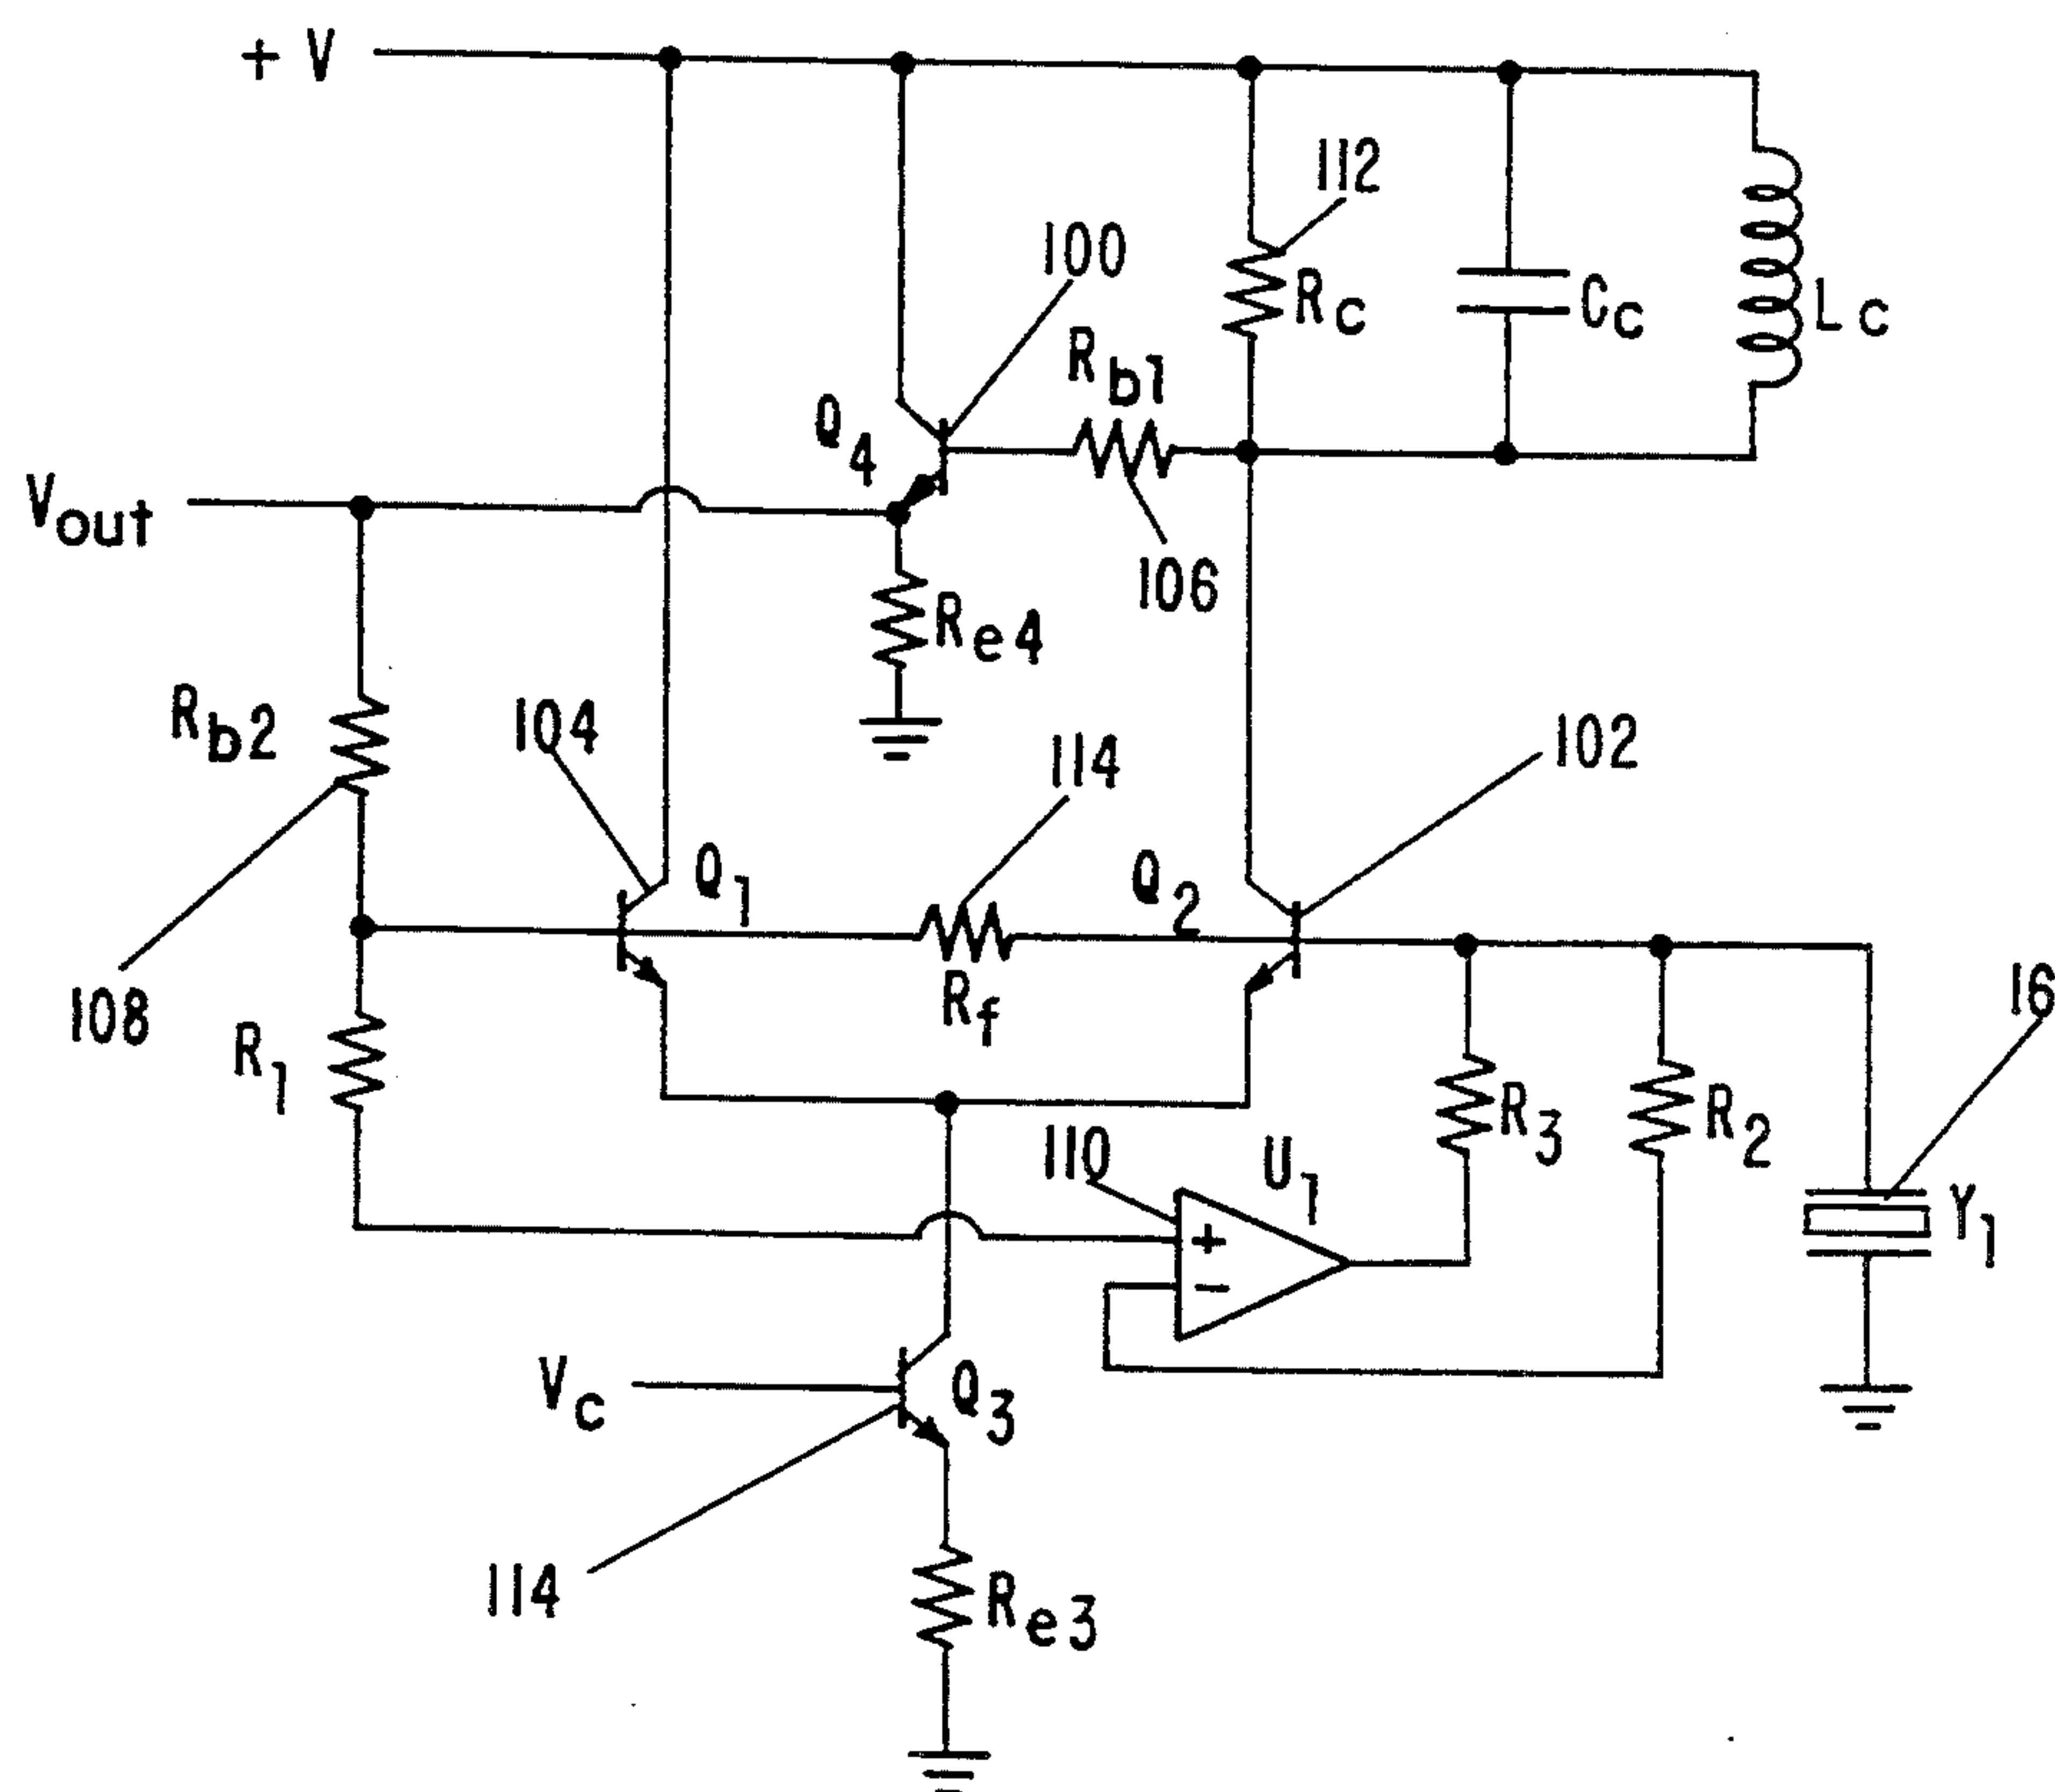 + V
112
100
Rc
Cc
Lc
Rb1
Q4
Vout
106
Re4
Rb2
104
114
102
Q1
Q2
16
108
Rf
R1
R3
R2
110
U1
Y1
+
−
Vc
Q3
114
Re3